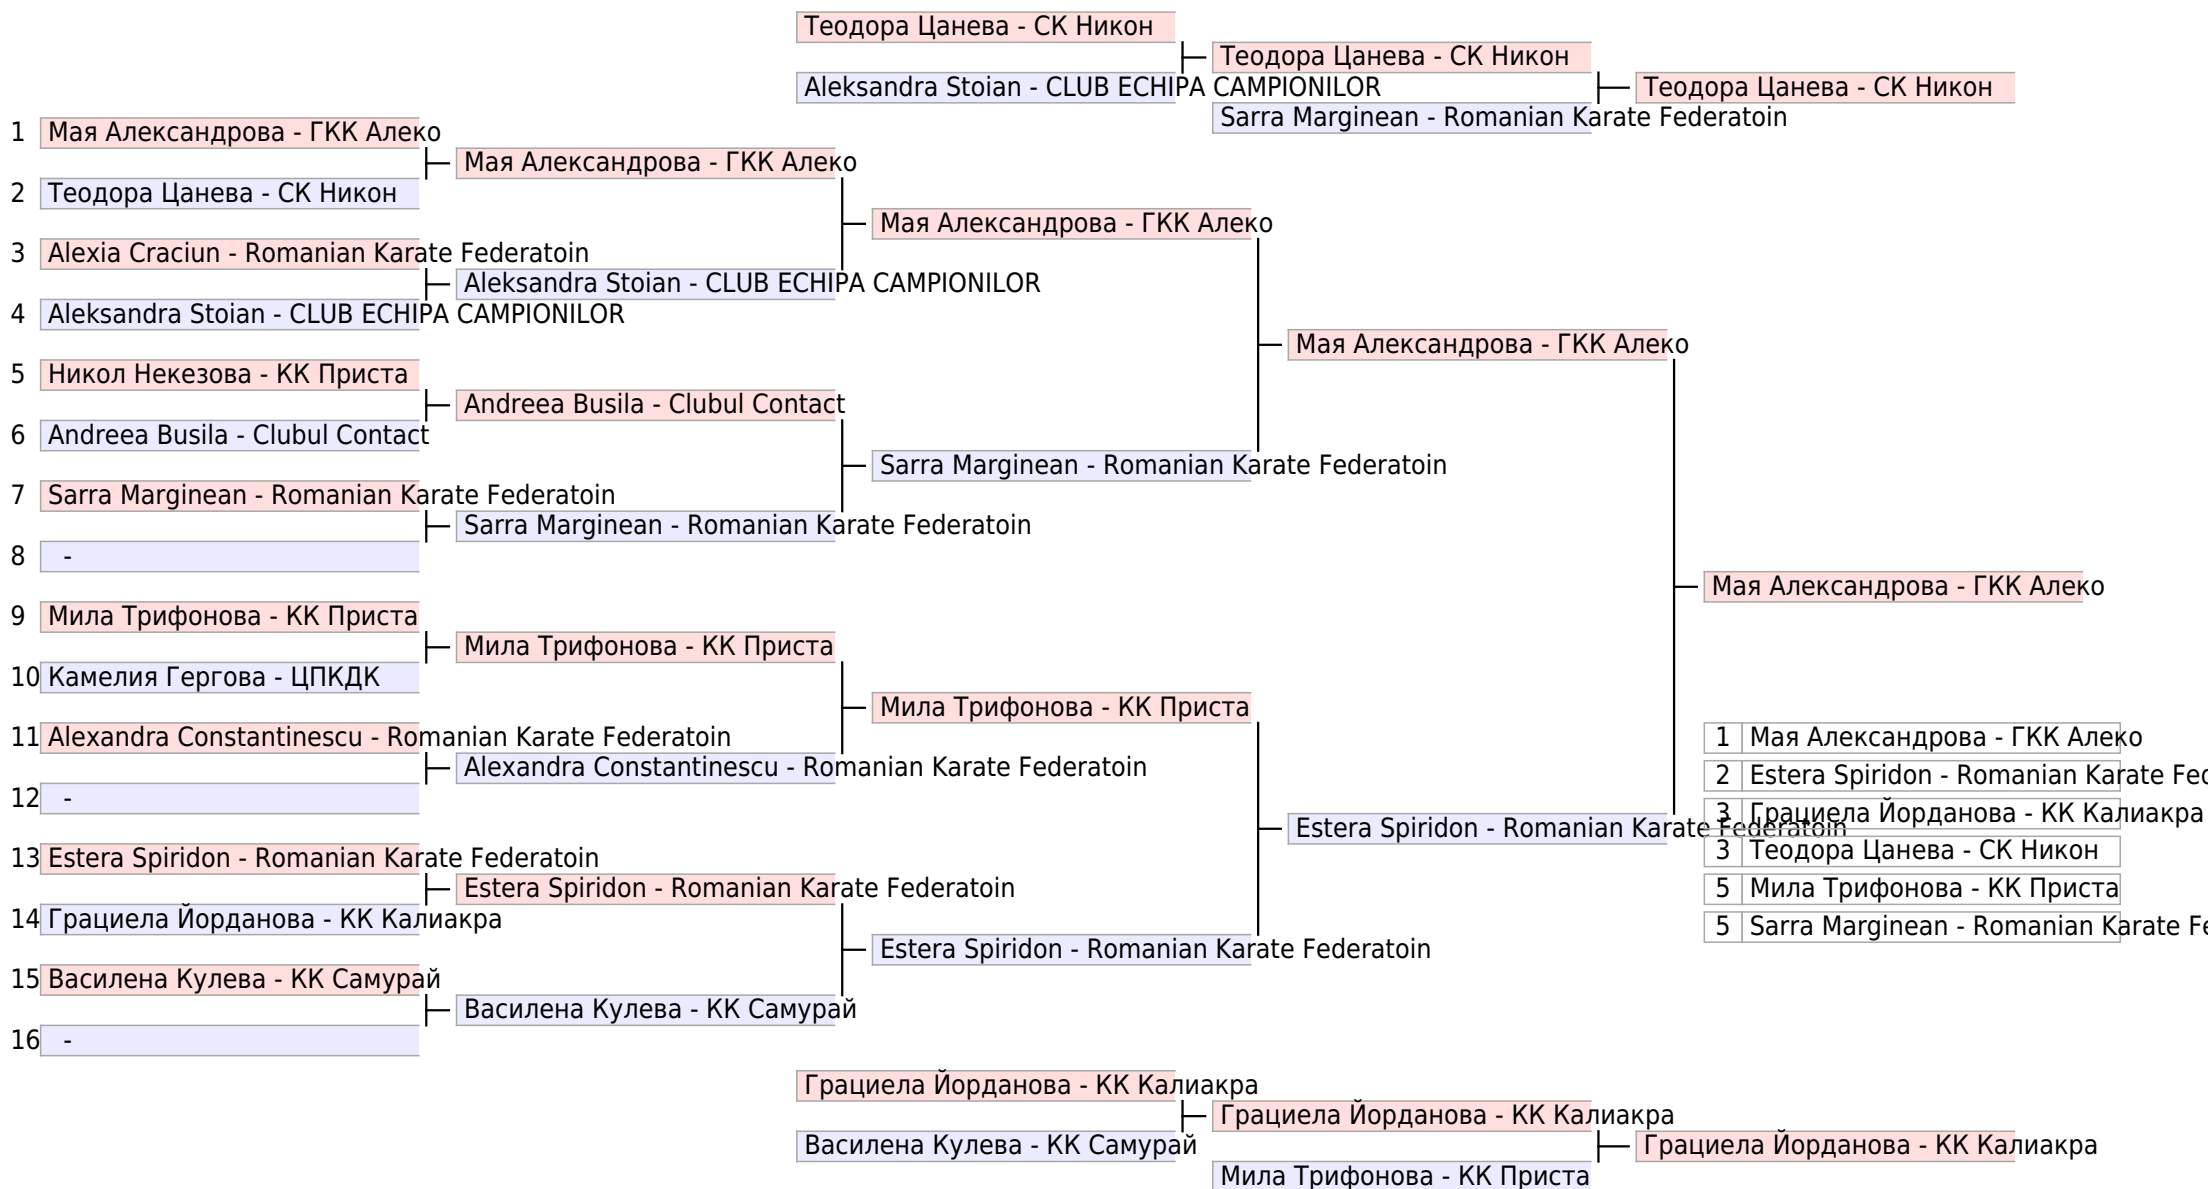 Теодора Цанева - СК Никон
Теодора Цанева - СК Никон
Aleksandra Stoian - CLUB ECHIPA CAMPIONILOR
Теодора Цанева - СК Никон
Sarra Marginean - Romanian Karate Federatoin
1 Мая Александрова - ГКК Алеко
Мая Александрова - ГКК Алеко
2 Теодора Цанева - СК Никон
Мая Александрова - ГКК Алеко
3 Alexia Craciun - Romanian Karate Federatoin
Aleksandra Stoian - CLUB ECHIPA CAMPIONILOR
4 Aleksandra Stoian - CLUB ECHIPA CAMPIONILOR
Мая Александрова - ГКК Алеко
5 Никол Некезова - КК Приста
Andreea Busila - Clubul Contact
6 Andreea Busila - Clubul Contact
Sarra Marginean - Romanian Karate Federatoin
7 Sarra Marginean - Romanian Karate Federatoin
Sarra Marginean - Romanian Karate Federatoin
8 -
Мая Александрова - ГКК Алеко
9 Мила Трифонова - КК Приста
Мила Трифонова - КК Приста
10 Камелия Гергова - ЦПКДК
Мила Трифонова - КК Приста
11 Alexandra Constantinescu - Romanian Karate Federatoin
Alexandra Constantinescu - Romanian Karate Federatoin
12 -
Estera Spiridon - Romanian Karate Federatoin
13 Estera Spiridon - Romanian Karate Federatoin
Estera Spiridon - Romanian Karate Federatoin
14 Грациела Йорданова - КК Калиакра
Estera Spiridon - Romanian Karate Federatoin
15 Василена Кулева - КК Самурай
Василена Кулева - КК Самурай
16 -
1 Мая Александрова - ГКК Алеко
2 Estera Spiridon - Romanian Karate Fed
3 Грациела Йорданова - КК Калиакра
3 Теодора Цанева - СК Никон
5 Мила Трифонова - КК Приста
5 Sarra Marginean - Romanian Karate Fe
Грациела Йорданова - КК Калиакра
Грациела Йорданова - КК Калиакра
Василена Кулева - КК Самурай
Грациела Йорданова - КК Калиакра
Мила Трифонова - КК Приста